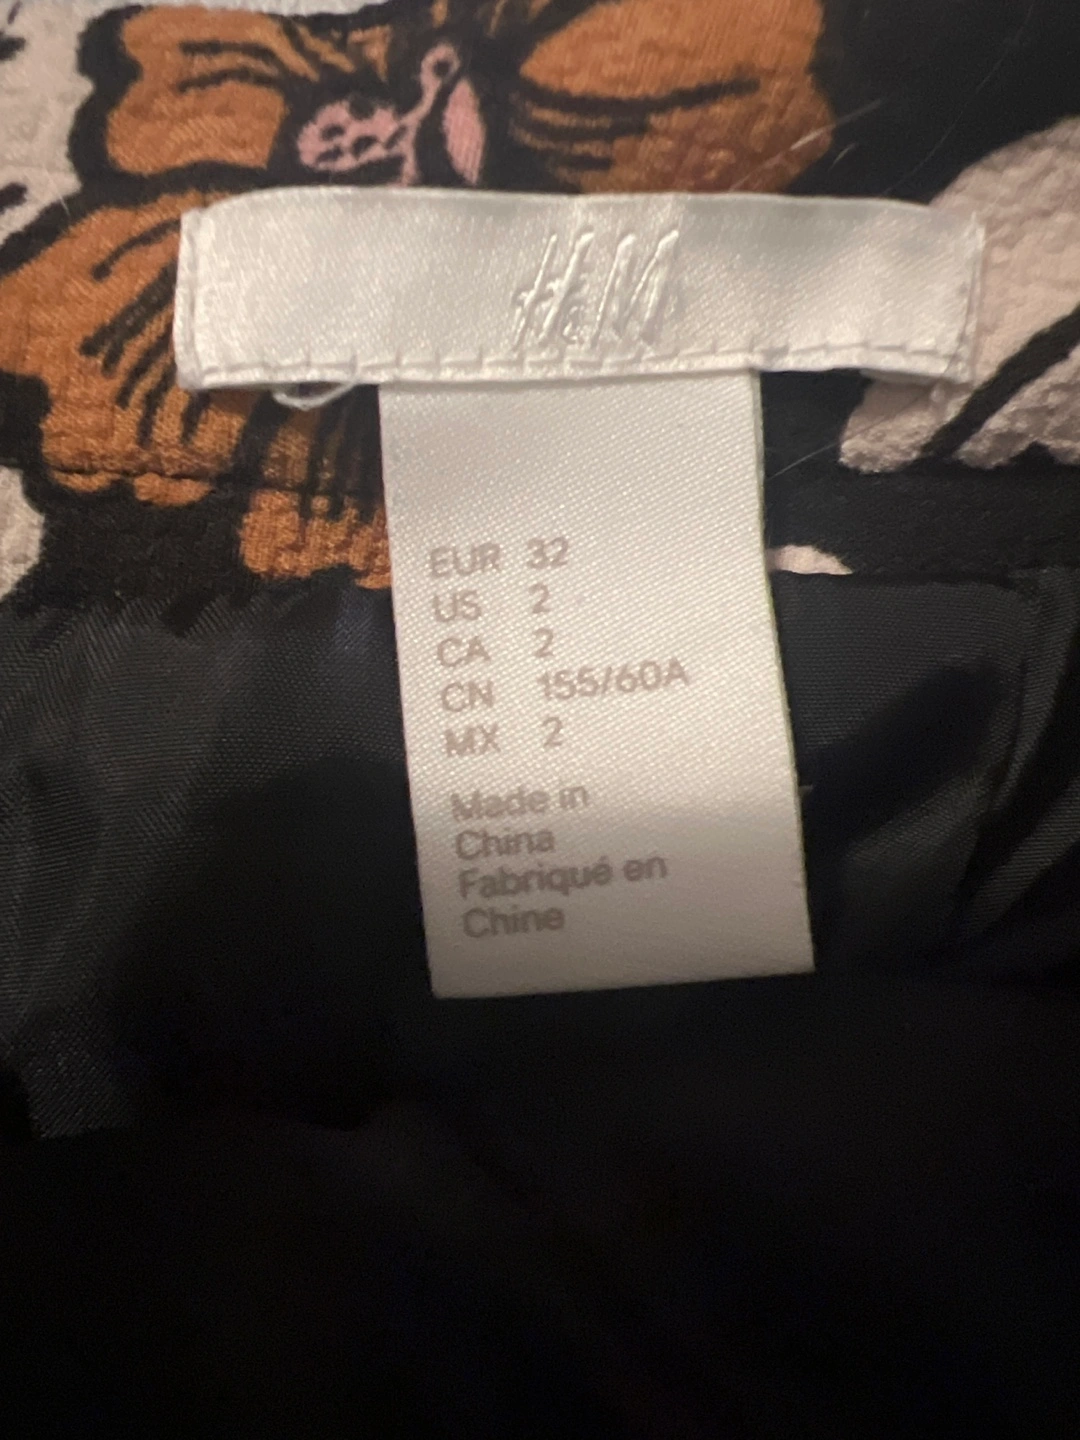 H&M
EUR 32
US 2
CA 2
CN 155/60A
MX 2
Made in
China
Fabriqué en
Chine